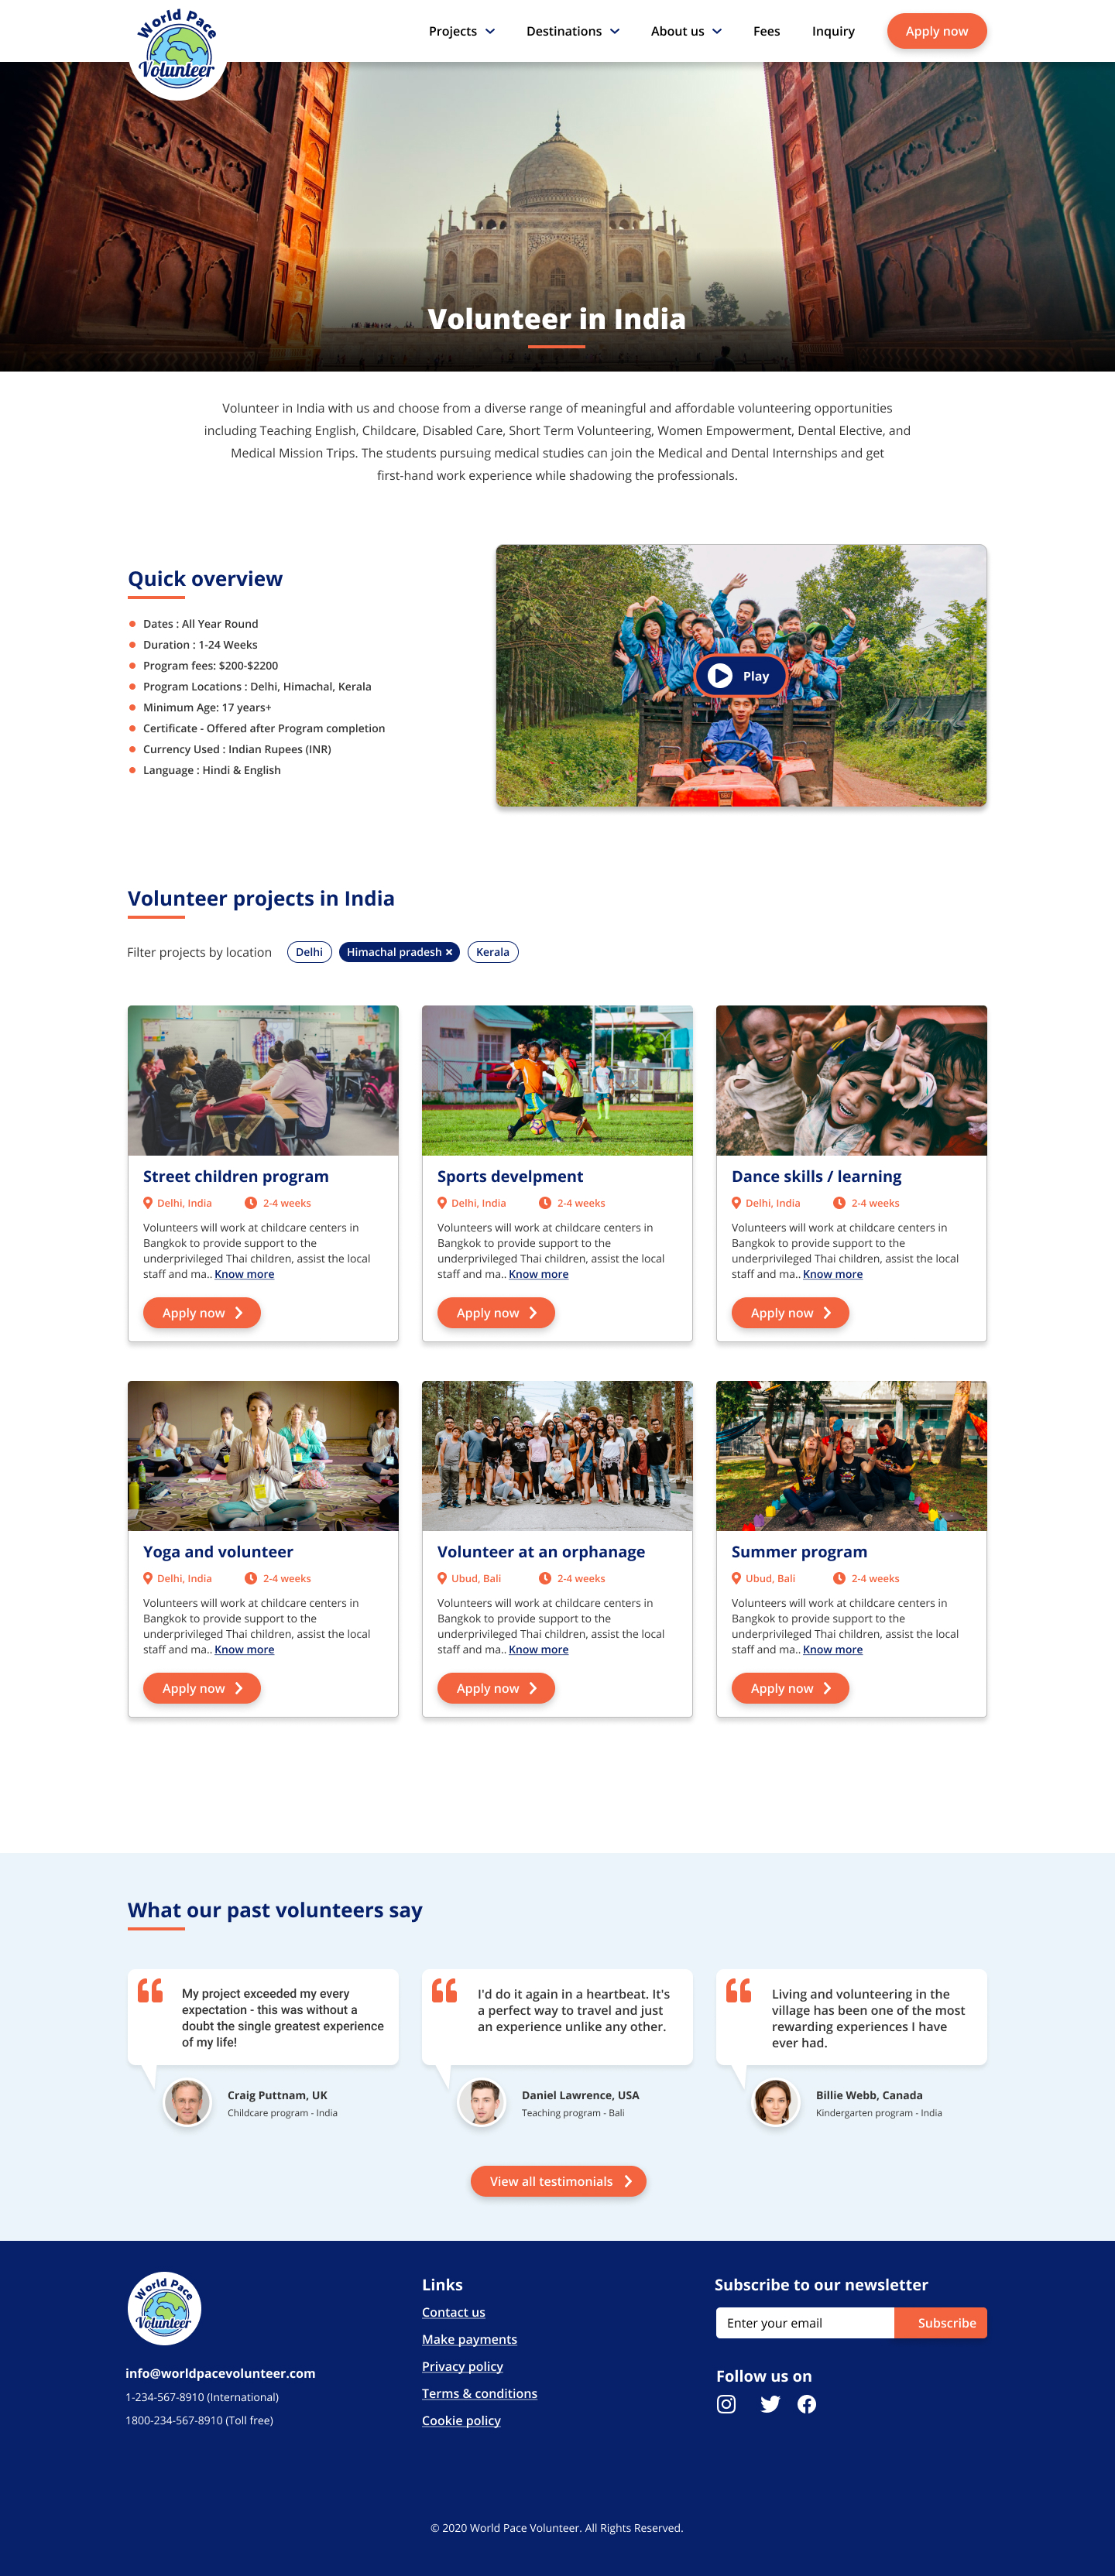 World Pace
Volunteer
Projects
Destinations
About us
Fees
Inquiry
Apply now
Volunteer in India
Volunteer in India with us and choose from a diverse range of meaningful and affordable volunteering opportunities
including Teaching English, Childcare, Disabled Care, Short Term Volunteering, Women Empowerment, Dental Elective, and
Medical Mission Trips. The students pursuing medical studies can join the Medical and Dental Internships and get
first-hand work experience while shadowing the professionals.
Quick overview
Dates : All Year Round
Duration : 1-24 Weeks
Program fees: $200-$2200
Program Locations : Delhi, Himachal, Kerala
Minimum Age: 17 years+
Certificate - Offered after Program completion
Currency Used : Indian Rupees (INR)
Language : Hindi & English
Play
Volunteer projects in India
Filter projects by location
Delhi
Himachal pradesh
Kerala
Street children program
Delhi, India
2-4 weeks
Volunteers will work at childcare centers in
Bangkok to provide support to the
underprivileged Thai children, assist the local
staff and ma.. Know more
Apply now
Sports develpment
Delhi, India
2-4 weeks
Volunteers will work at childcare centers in
Bangkok to provide support to the
underprivileged Thai children, assist the local
staff and ma.. Know more
Apply now
Dance skills / learning
Delhi, India
2-4 weeks
Volunteers will work at childcare centers in
Bangkok to provide support to the
underprivileged Thai children, assist the local
staff and ma.. Know more
Apply now
Yoga and volunteer
Delhi, India
2-4 weeks
Volunteers will work at childcare centers in
Bangkok to provide support to the
underprivileged Thai children, assist the local
staff and ma.. Know more
Apply now
Volunteer at an orphanage
Ubud, Bali
2-4 weeks
Volunteers will work at childcare centers in
Bangkok to provide support to the
underprivileged Thai children, assist the local
staff and ma.. Know more
Apply now
Summer program
Ubud, Bali
2-4 weeks
Volunteers will work at childcare centers in
Bangkok to provide support to the
underprivileged Thai children, assist the local
staff and ma.. Know more
Apply now
What our past volunteers say
My project exceeded my every
expectation - this was without a
doubt the single greatest experience
of my life!
Craig Puttnam, UK
Childcare program - India
I'd do it again in a heartbeat. It's
a perfect way to travel and just
an experience unlike any other.
Daniel Lawrence, USA
Teaching program - Bali
Living and volunteering in the
village has been one of the most
rewarding experiences I have
ever had.
Billie Webb, Canada
Kindergarten program - India
View all testimonials
World Pace
Volunteer
info@worldpacevolunteer.com
1-234-567-8910 (International)
1800-234-567-8910 (Toll free)
Links
Contact us
Make payments
Privacy policy
Terms & conditions
Cookie policy
Subscribe to our newsletter
Enter your email
Subscribe
Follow us on
© 2020 World Pace Volunteer. All Rights Reserved.